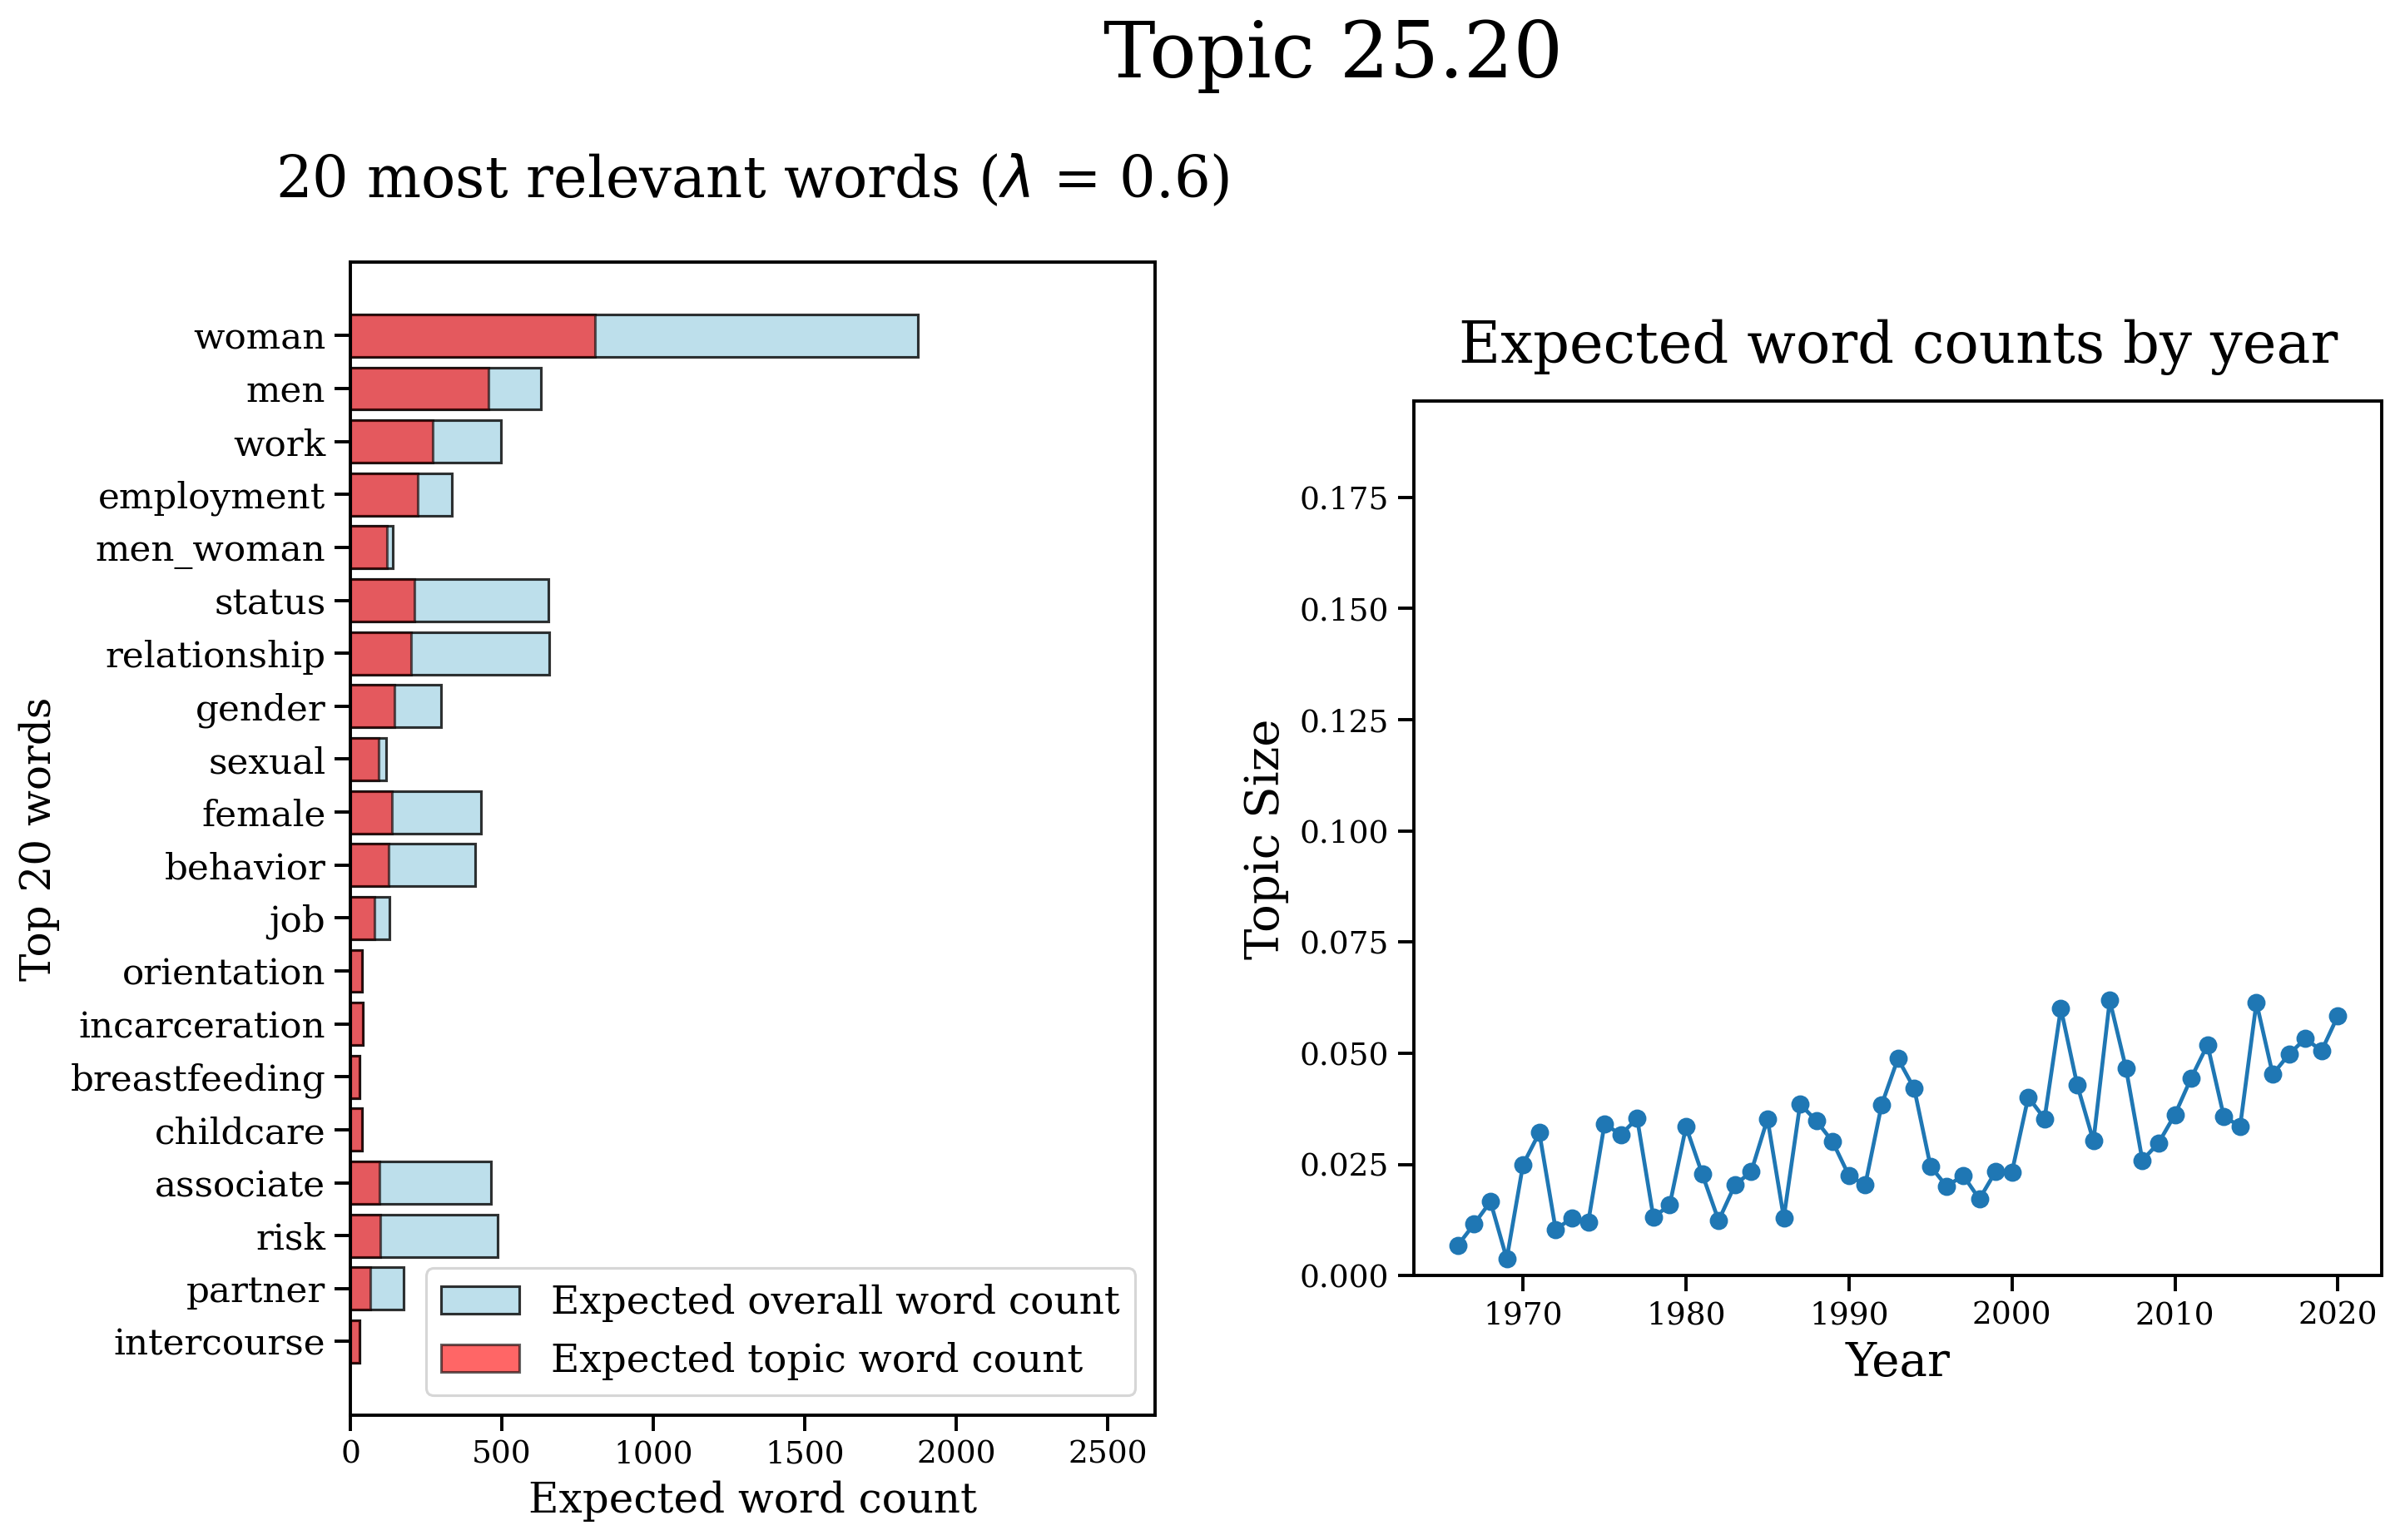 Topic 25.20
20 most relevant words (λ = 0.6)
Top 20 words
woman
men
work
employment
men_woman
status
relationship
gender
sexual
female
behavior
job
orientation
incarceration
breastfeeding
childcare
associate
risk
partner
intercourse
Expected overall word count
Expected topic word count
0 500 1000 1500 2000 2500
Expected word count
Expected word counts by year
Topic Size
0.175
0.150
0.125
0.100
0.075
0.050
0.025
0.000
1970 1980 1990 2000 2010 2020
Year